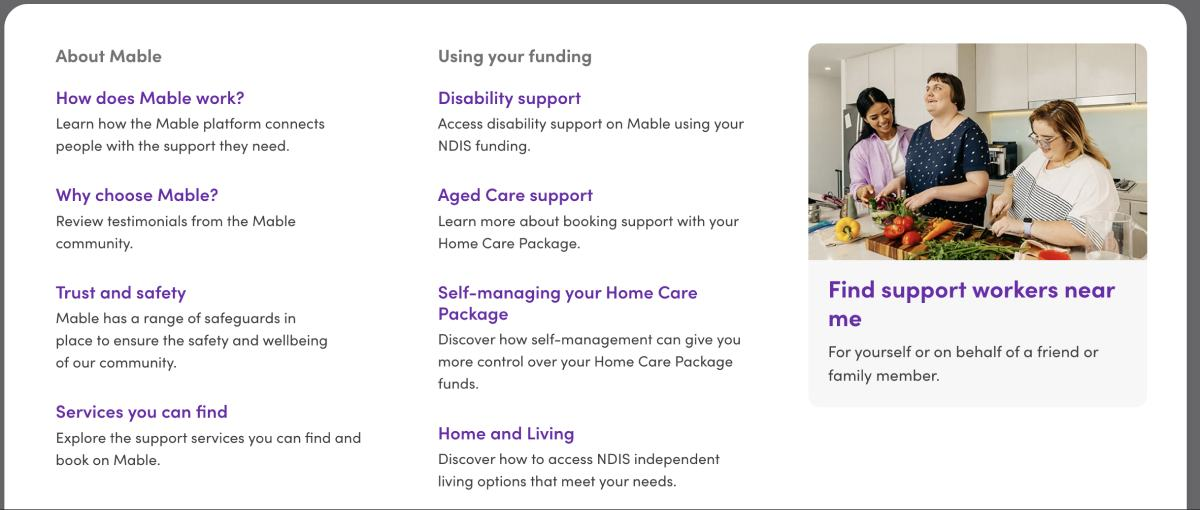 About Mable
How does Mable work?
Learn how the Mable platform connects
people with the support they need.
Why choose Mable?
Review testimonials from the Mable
community.
Trust and safety
Mable has a range of safeguards in
place to ensure the safety and wellbeing
of our community.
Services you can find
Explore the support services you can find and
book on Mable.
Using your funding
Disability support
Access disability support on Mable using your
NDIS funding.
Aged Care support
Learn more about booking support with your
Home Care Package.
Self-managing your Home Care
Package
Discover how self-management can give you
more control over your Home Care Package
funds.
Home and Living
Discover how to access NDIS independent
living options that meet your needs.
Find support workers near
me
For yourself or on behalf of a friend or
family member.